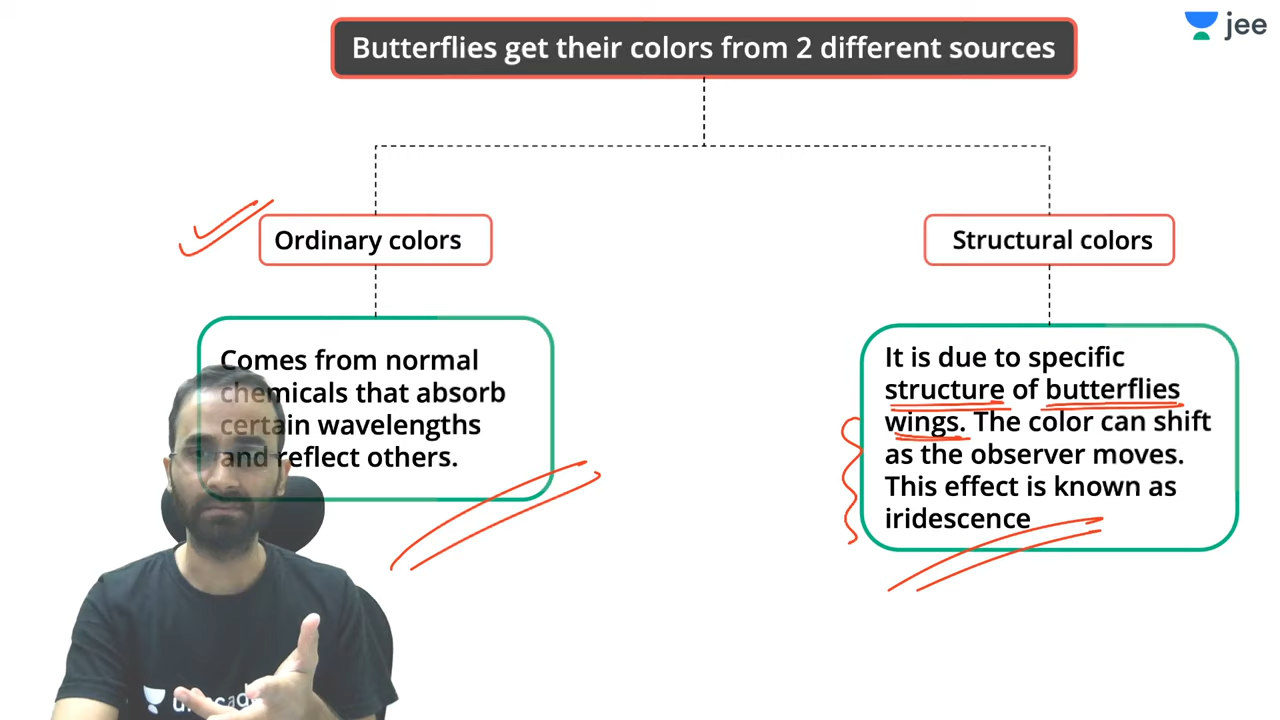 Butterflies get their colors from 2 different sources
jee
Ordinary colors
Structural colors
Comes from normal
chemicals that absorb
certain wavelengths
and reflect others.
It is due to specific
structure of butterflies
wings. The color can shift
as the observer moves.
This effect is known as
iridescence